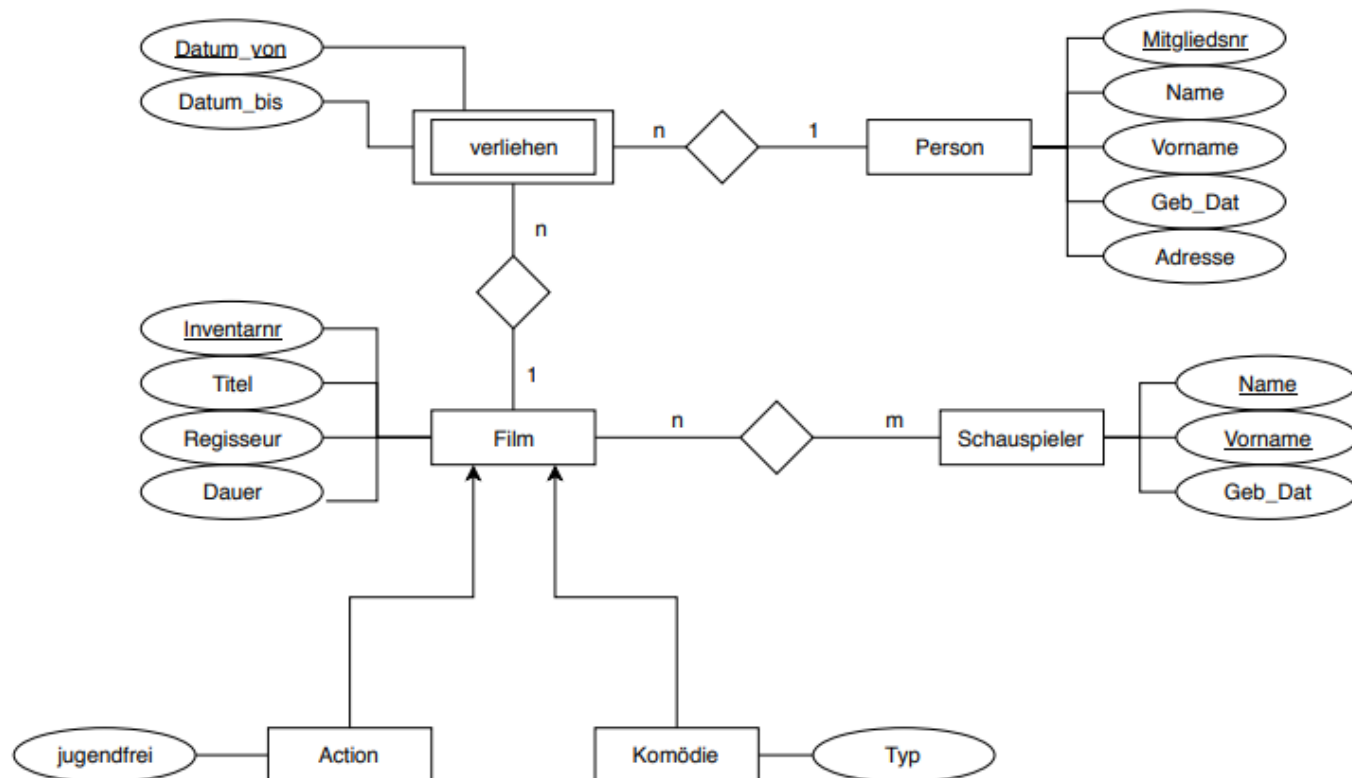 Datum_von
Datum_bis
verliehen
n
1
Person
Mitgliedsnr
Name
Vorname
Geb_Dat
Adresse
n
1
Inventarnr
Titel
Regisseur
Dauer
Film
n
m
Schauspieler
Name
Vorname
Geb_Dat
jugendfrei
Action
Komödie
Typ